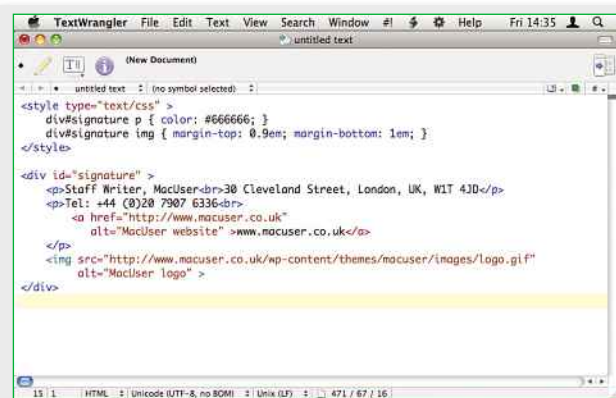 TextWrangler File Edit Text View Search Window #! Help Fri 14:35
untitled text
(New Document)
untitled text (no symbol selected)
<style type="text/css" >
div#signature p { color: #666666; }
div#signature img { margin-top: 0.9em; margin-bottom: 1em; }
</style>
<div id="signature" >
<p>Staff Writer, MacUser<br>30 Cleveland Street, London, UK, W1T 4JD</p>
<p>Tel: +44 (0)20 7907 6336<br>
<a href="http://www.macuser.co.uk"
alt="MacUser website" >www.macuser.co.uk</a>
</p>
<img src="http://www.macuser.co.uk/wp-content/themes/macuser/images/logo.gif"
alt="MacUser logo" >
</div>
15 1 HTML Unicode (UTF-8, no BOM) Unix (LF) 471 / 67 / 16